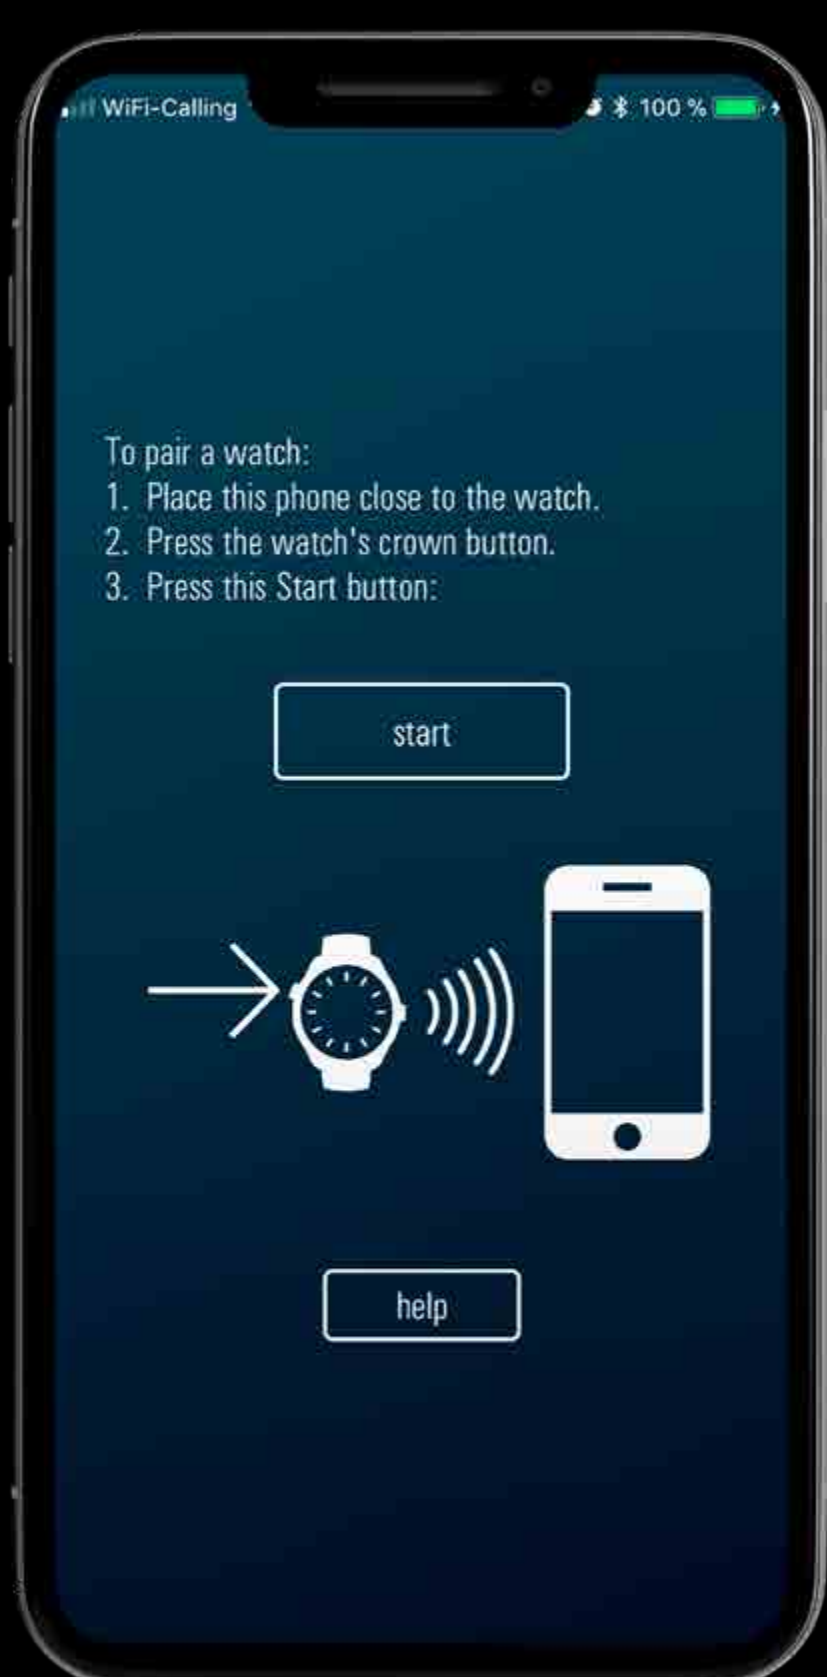 WiFi-Calling 100 %
To pair a watch:
1. Place this phone close to the watch.
2. Press the watch's crown button.
3. Press this Start button:
start
help